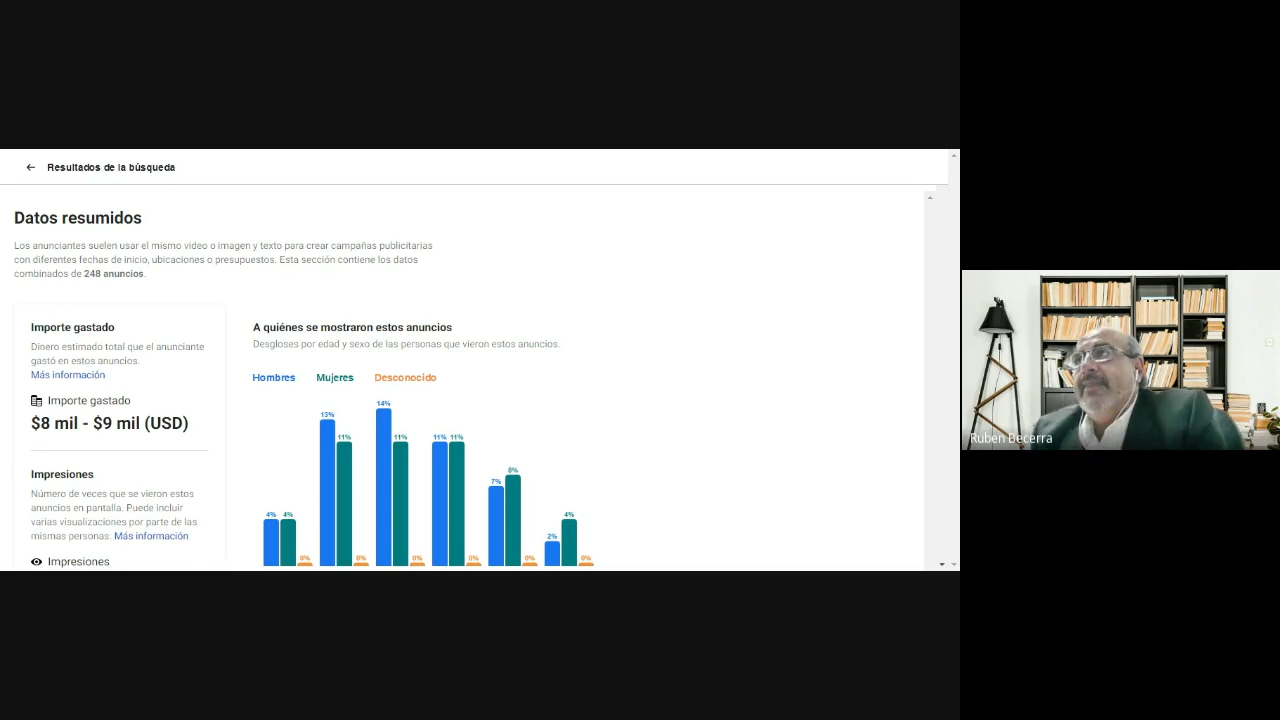 Resultados de la búsqueda
Datos resumidos
Los anunciantes suelen usar el mismo video o imagen y texto para crear campañas publicitarias
con diferentes fechas de inicio, ubicaciones o presupuestos. Esta sección contiene los datos
combinados de 248 anuncios.
Importe gastado
Dinero estimado total que el anunciante
gastó en estos anuncios.
Más información
Importe gastado
$8 mil - $9 mil (USD)
Impresiones
Número de veces que se vieron estos
anuncios en pantalla. Puede incluir
varias visualizaciones por parte de las
mismas personas. Más información
Impresiones
A quiénes se mostraron estos anuncios
Desgloses por edad y sexo de las personas que vieron estos anuncios.
Hombres Mujeres Desconocido
4% 4% 0%
13% 11% 0%
14% 11% 0%
11% 11% 0%
7% 8% 0%
2% 4% 0%
Ruben Becerra